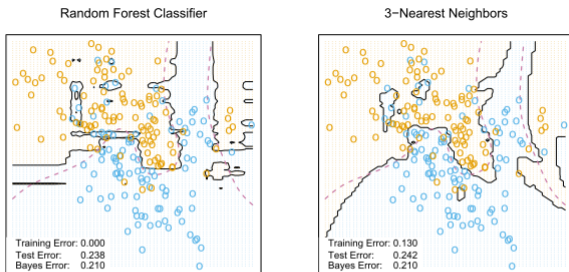 Random Forest Classifier
Training Error: 0.000
Test Error: 0.238
Bayes Error: 0.210
3−Nearest Neighbors
Training Error: 0.130
Test Error: 0.242
Bayes Error: 0.210